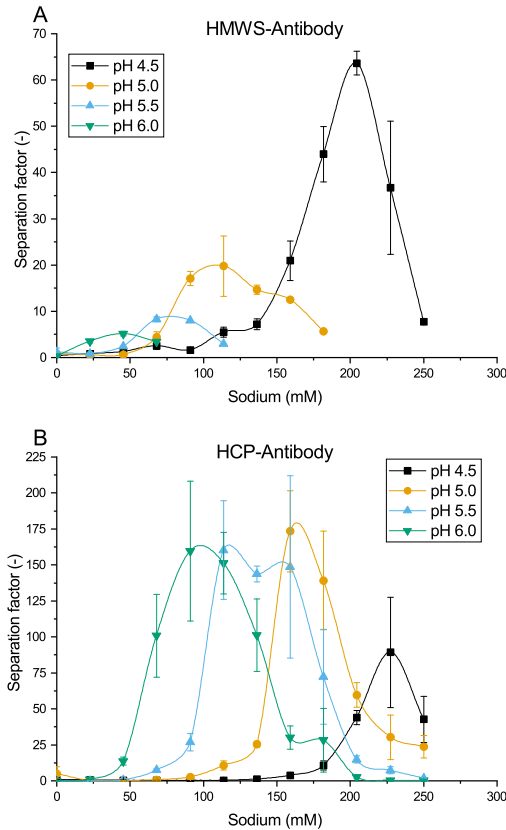 A
HMWS-Antibody
70
60
50
40
30
20
10
0
Separation factor (-)
pH 4.5
pH 5.0
pH 5.5
pH 6.0
0 50 100 150 200 250 300
Sodium (mM)
B
HCP-Antibody
225
200
175
150
125
100
75
50
25
0
Separation factor (-)
pH 4.5
pH 5.0
pH 5.5
pH 6.0
0 50 100 150 200 250 300
Sodium (mM)